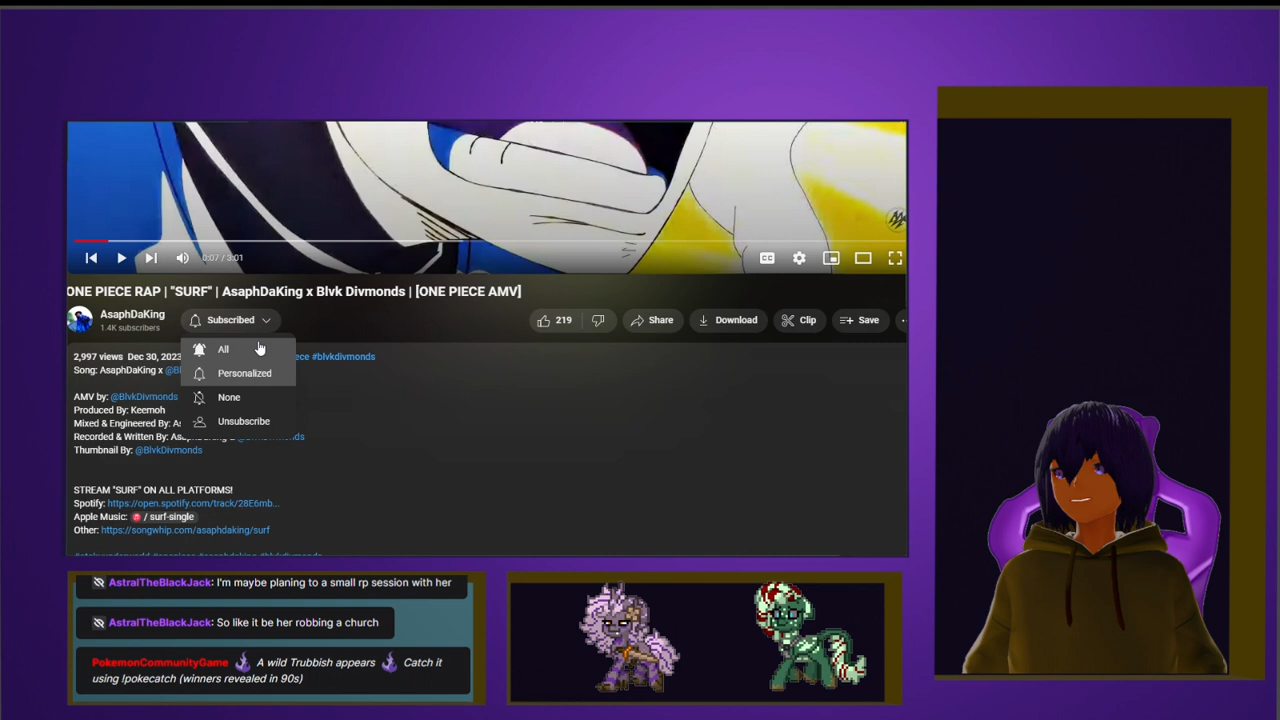 0:07 / 3:01
CC
ONE PIECE RAP | "SURF" | AsaphDaKing x Blvk Divmonds | [ONE PIECE AMV]
AsaphDaKing
1.4K subscribers
Subscribed
219
Share
Download
Clip
Save
All
Personalized
None
Unsubscribe
2,997 views Dec 30, 2023 #blvkdivmonds
Song: AsaphDaKing x
AMV by: @BlvkDivmonds
Produced By: Keemoh
Mixed & Engineered By:
Recorded & Written By:
Thumbnail By: @BlvkDivmonds
STREAM "SURF" ON ALL PLATFORMS!
Spotify: https://open.spotify.com/track/28E6mb...
Apple Music: / surf-single
Other: https://songwhip.com/asaphdaking/surf
AstralTheBlackJack: I'm maybe planing to a small rp session with her
AstralTheBlackJack: So like it be her robbing a church
PokemonCommunityGame A wild Trubbish appears Catch it
using !pokecatch (winners revealed in 90s)